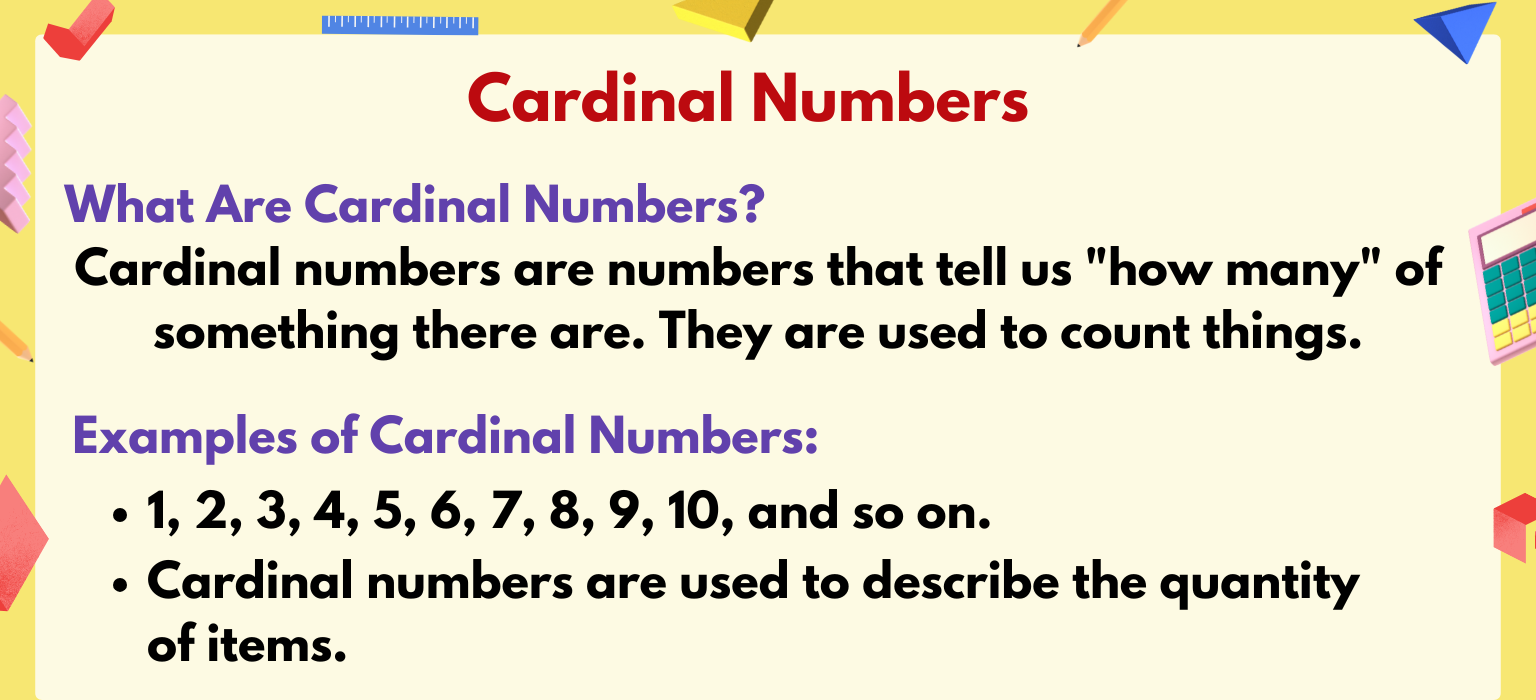 Cardinal Numbers
What Are Cardinal Numbers?
Cardinal numbers are numbers that tell us "how many" of
something there are. They are used to count things.
Examples of Cardinal Numbers:
• 1, 2, 3, 4, 5, 6, 7, 8, 9, 10, and so on.
• Cardinal numbers are used to describe the quantity
of items.